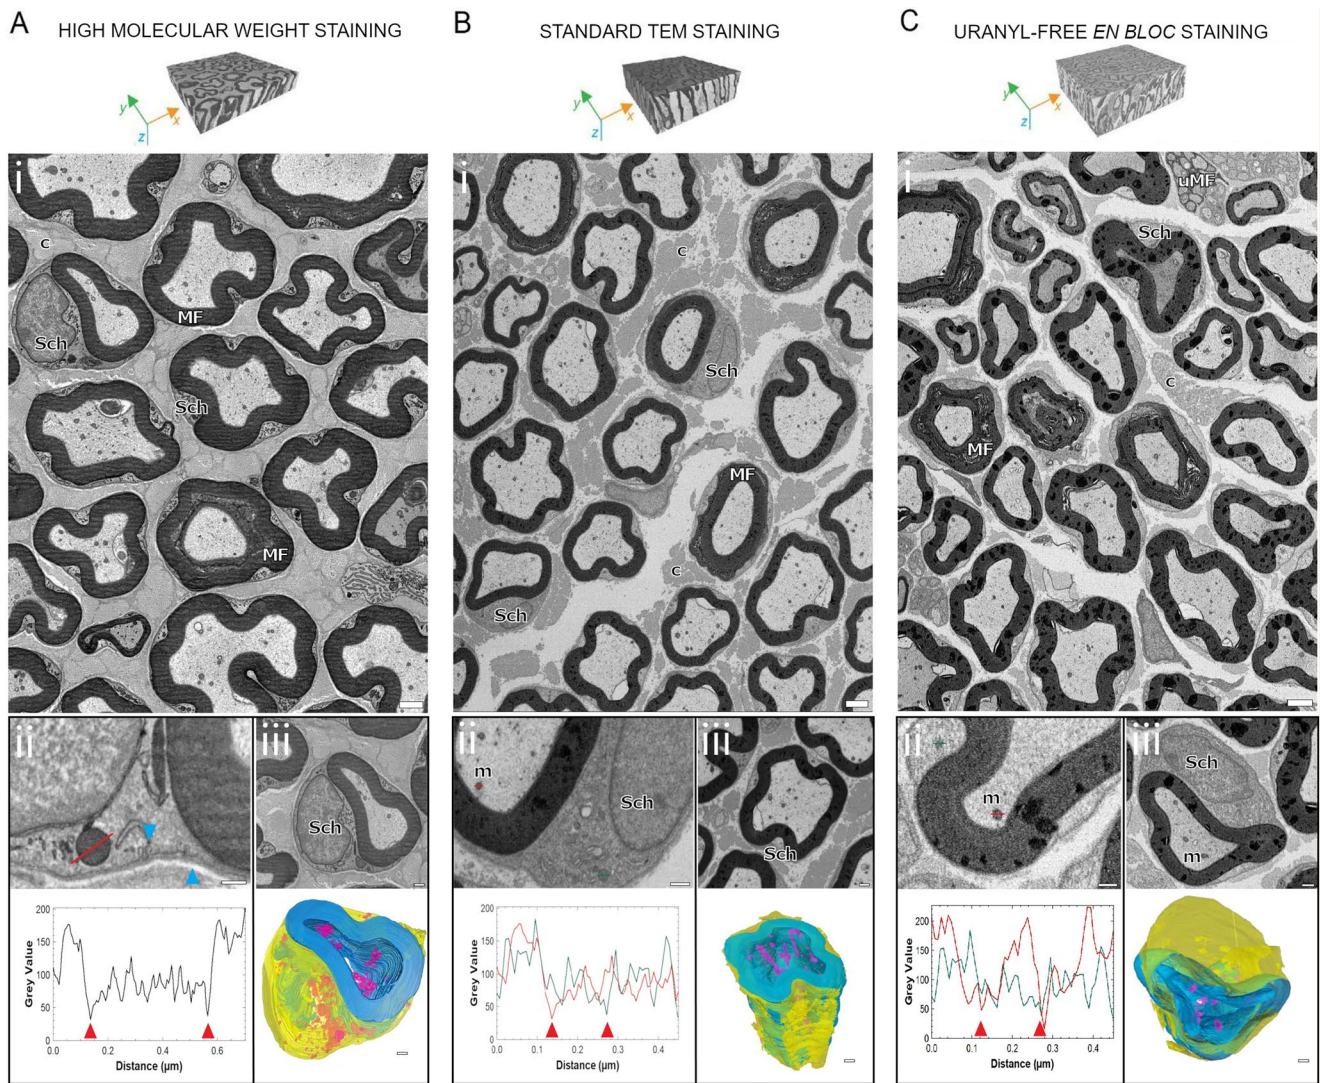 A
HIGH MOLECULAR WEIGHT STAINING
B
STANDARD TEM STAINING
C
URANYL-FREE EN BLOC STAINING
y
x
z
y
x
z
y
x
z
i
c
MF
Sch
Sch
MF
i
c
Sch
MF
c
Sch
i
uMF
Sch
c
MF
ii
iii
Sch
ii
m
Sch
iii
Sch
ii
m
iii
Sch
m
200
150
100
50
0
Grey Value
0.0
0.1
0.2
0.3
0.4
0.5
0.6
Distance (µm)
200
150
100
50
0
Grey Value
0.0
0.1
0.2
0.3
0.4
Distance (µm)
200
150
100
50
0
Grey Value
0.0
0.1
0.2
0.3
0.4
Distance (µm)